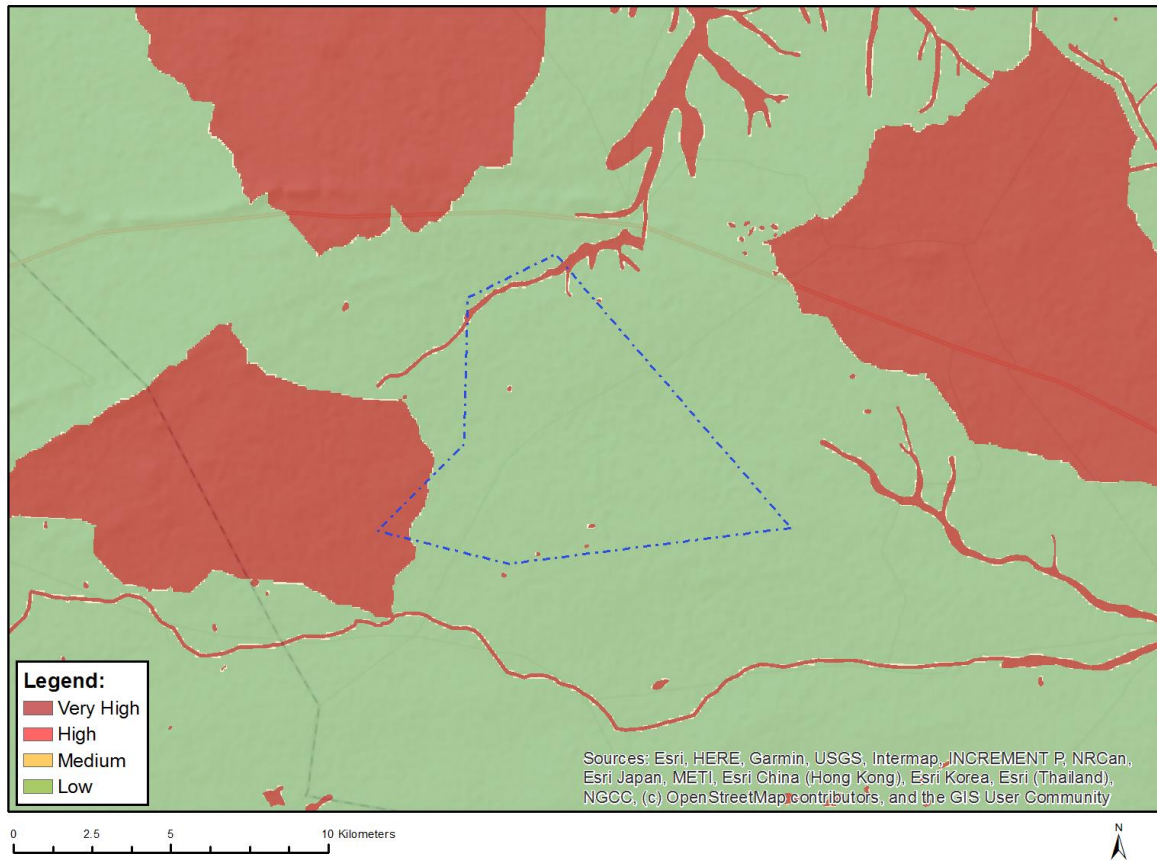 Legend:
Very High
High
Medium
Low
Sources: Esri, HERE, Garmin, USGS, Intermap, INCREMENT P, NRCan,
Esri Japan, METI, Esri China (Hong Kong), Esri Korea, Esri (Thailand),
NGCC, (c) OpenStreetMap contributors, and the GIS User Community
0 2.5 5 10 Kilometers
N